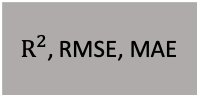 R², RMSE, MAE